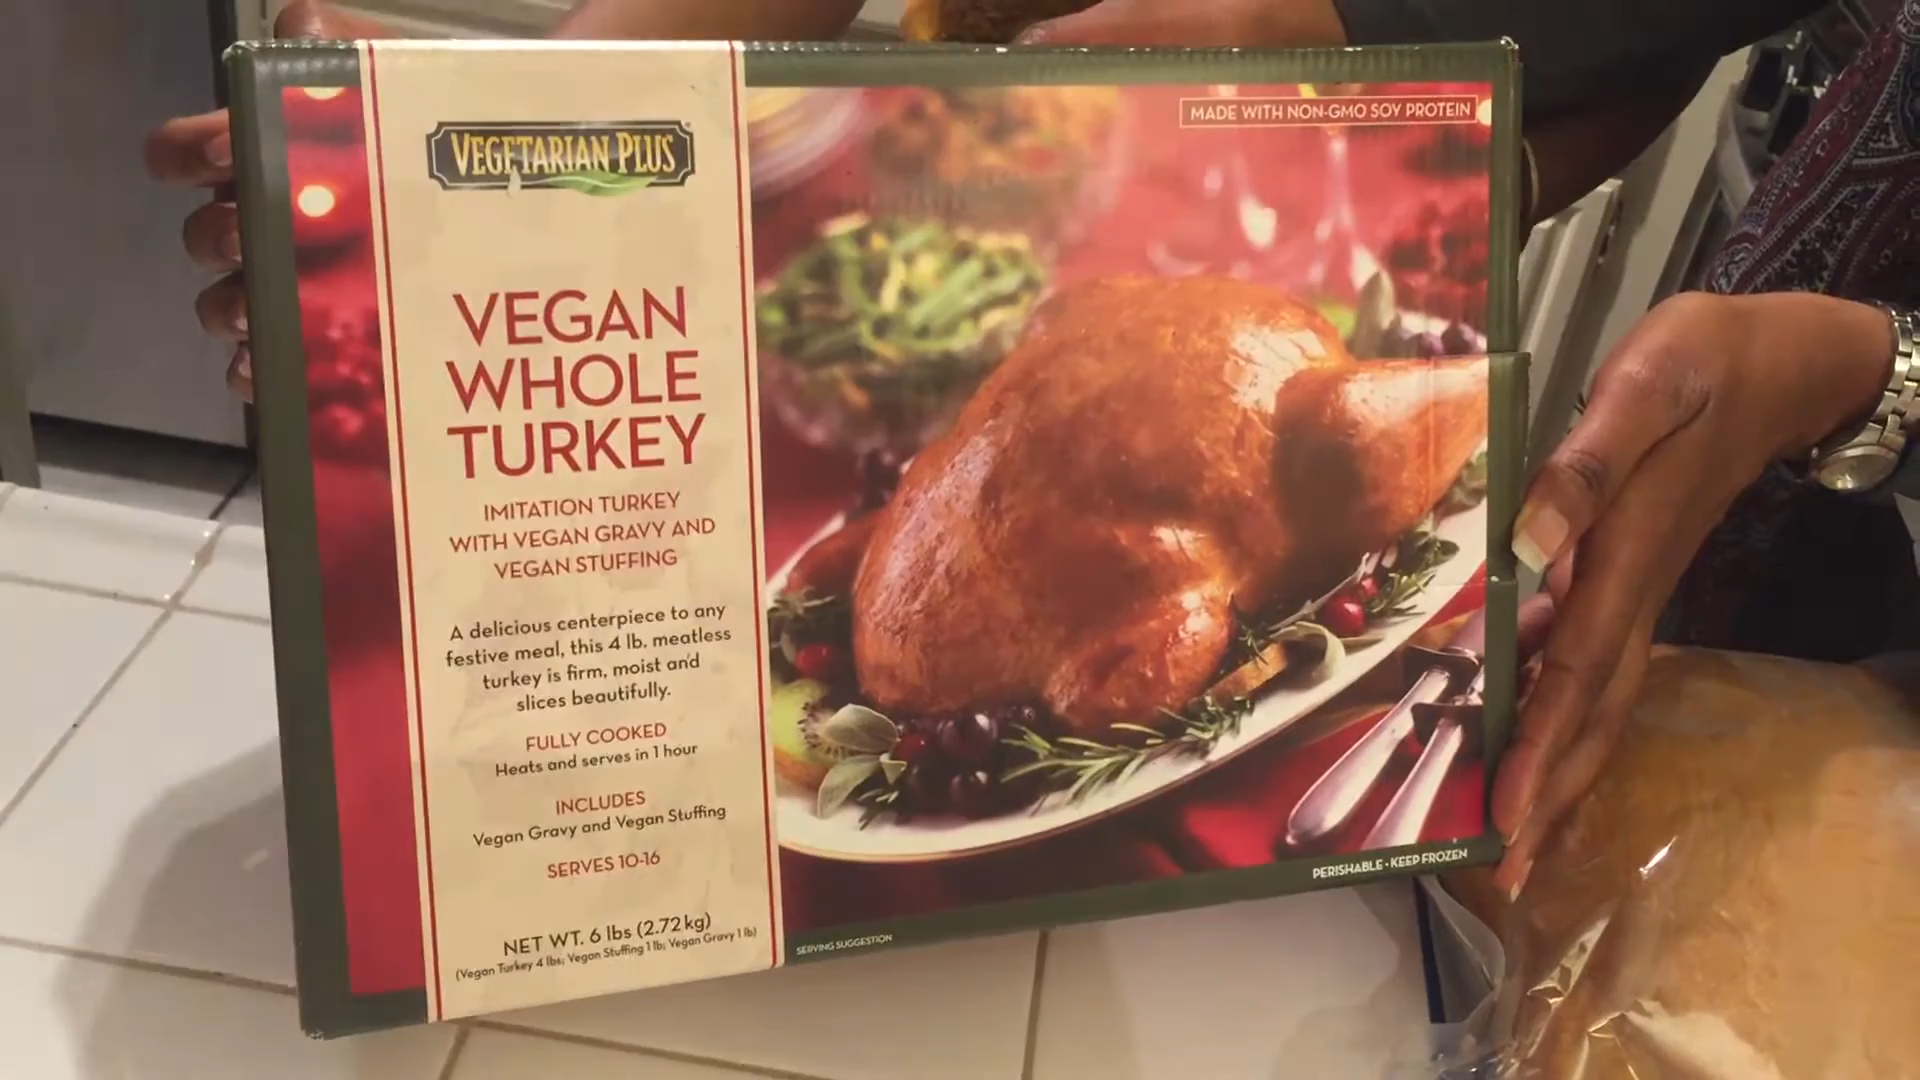 VEGETARIAN PLUS
VEGAN
WHOLE
TURKEY
IMITATION TURKEY
WITH VEGAN GRAVY AND
VEGAN STUFFING
A delicious centerpiece to any
festive meal, this 4 lb. meatless
turkey is firm, moist and
slices beautifully.
FULLY COOKED
Heats and serves in 1 hour
INCLUDES
Vegan Gravy and Vegan Stuffing
SERVES 10-16
NET WT. 6 lbs (2.72 kg)
(Vegan Turkey 4 lbs; Vegan Stuffing 1 lb; Vegan Gravy 1 lb)
MADE WITH NON-GMO SOY PROTEIN
PERISHABLE • KEEP FROZEN
SERVING SUGGESTION